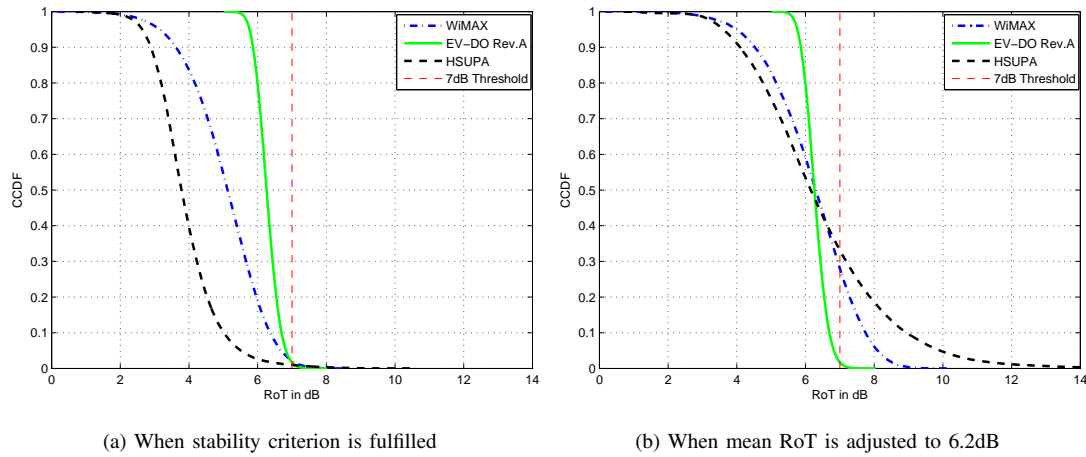 1
0.9
0.8
0.7
0.6
0.5
0.4
0.3
0.2
0.1
0
CCDF
0 2 4 6 8 10 12 14
RoT in dB
WiMAX
EV−DO Rev.A
HSUPA
7dB Threshold
(a) When stability criterion is fulfilled
1
0.9
0.8
0.7
0.6
0.5
0.4
0.3
0.2
0.1
0
CCDF
0 2 4 6 8 10 12 14
RoT in dB
WiMAX
EV−DO Rev.A
HSUPA
7dB Threshold
(b) When mean RoT is adjusted to 6.2dB